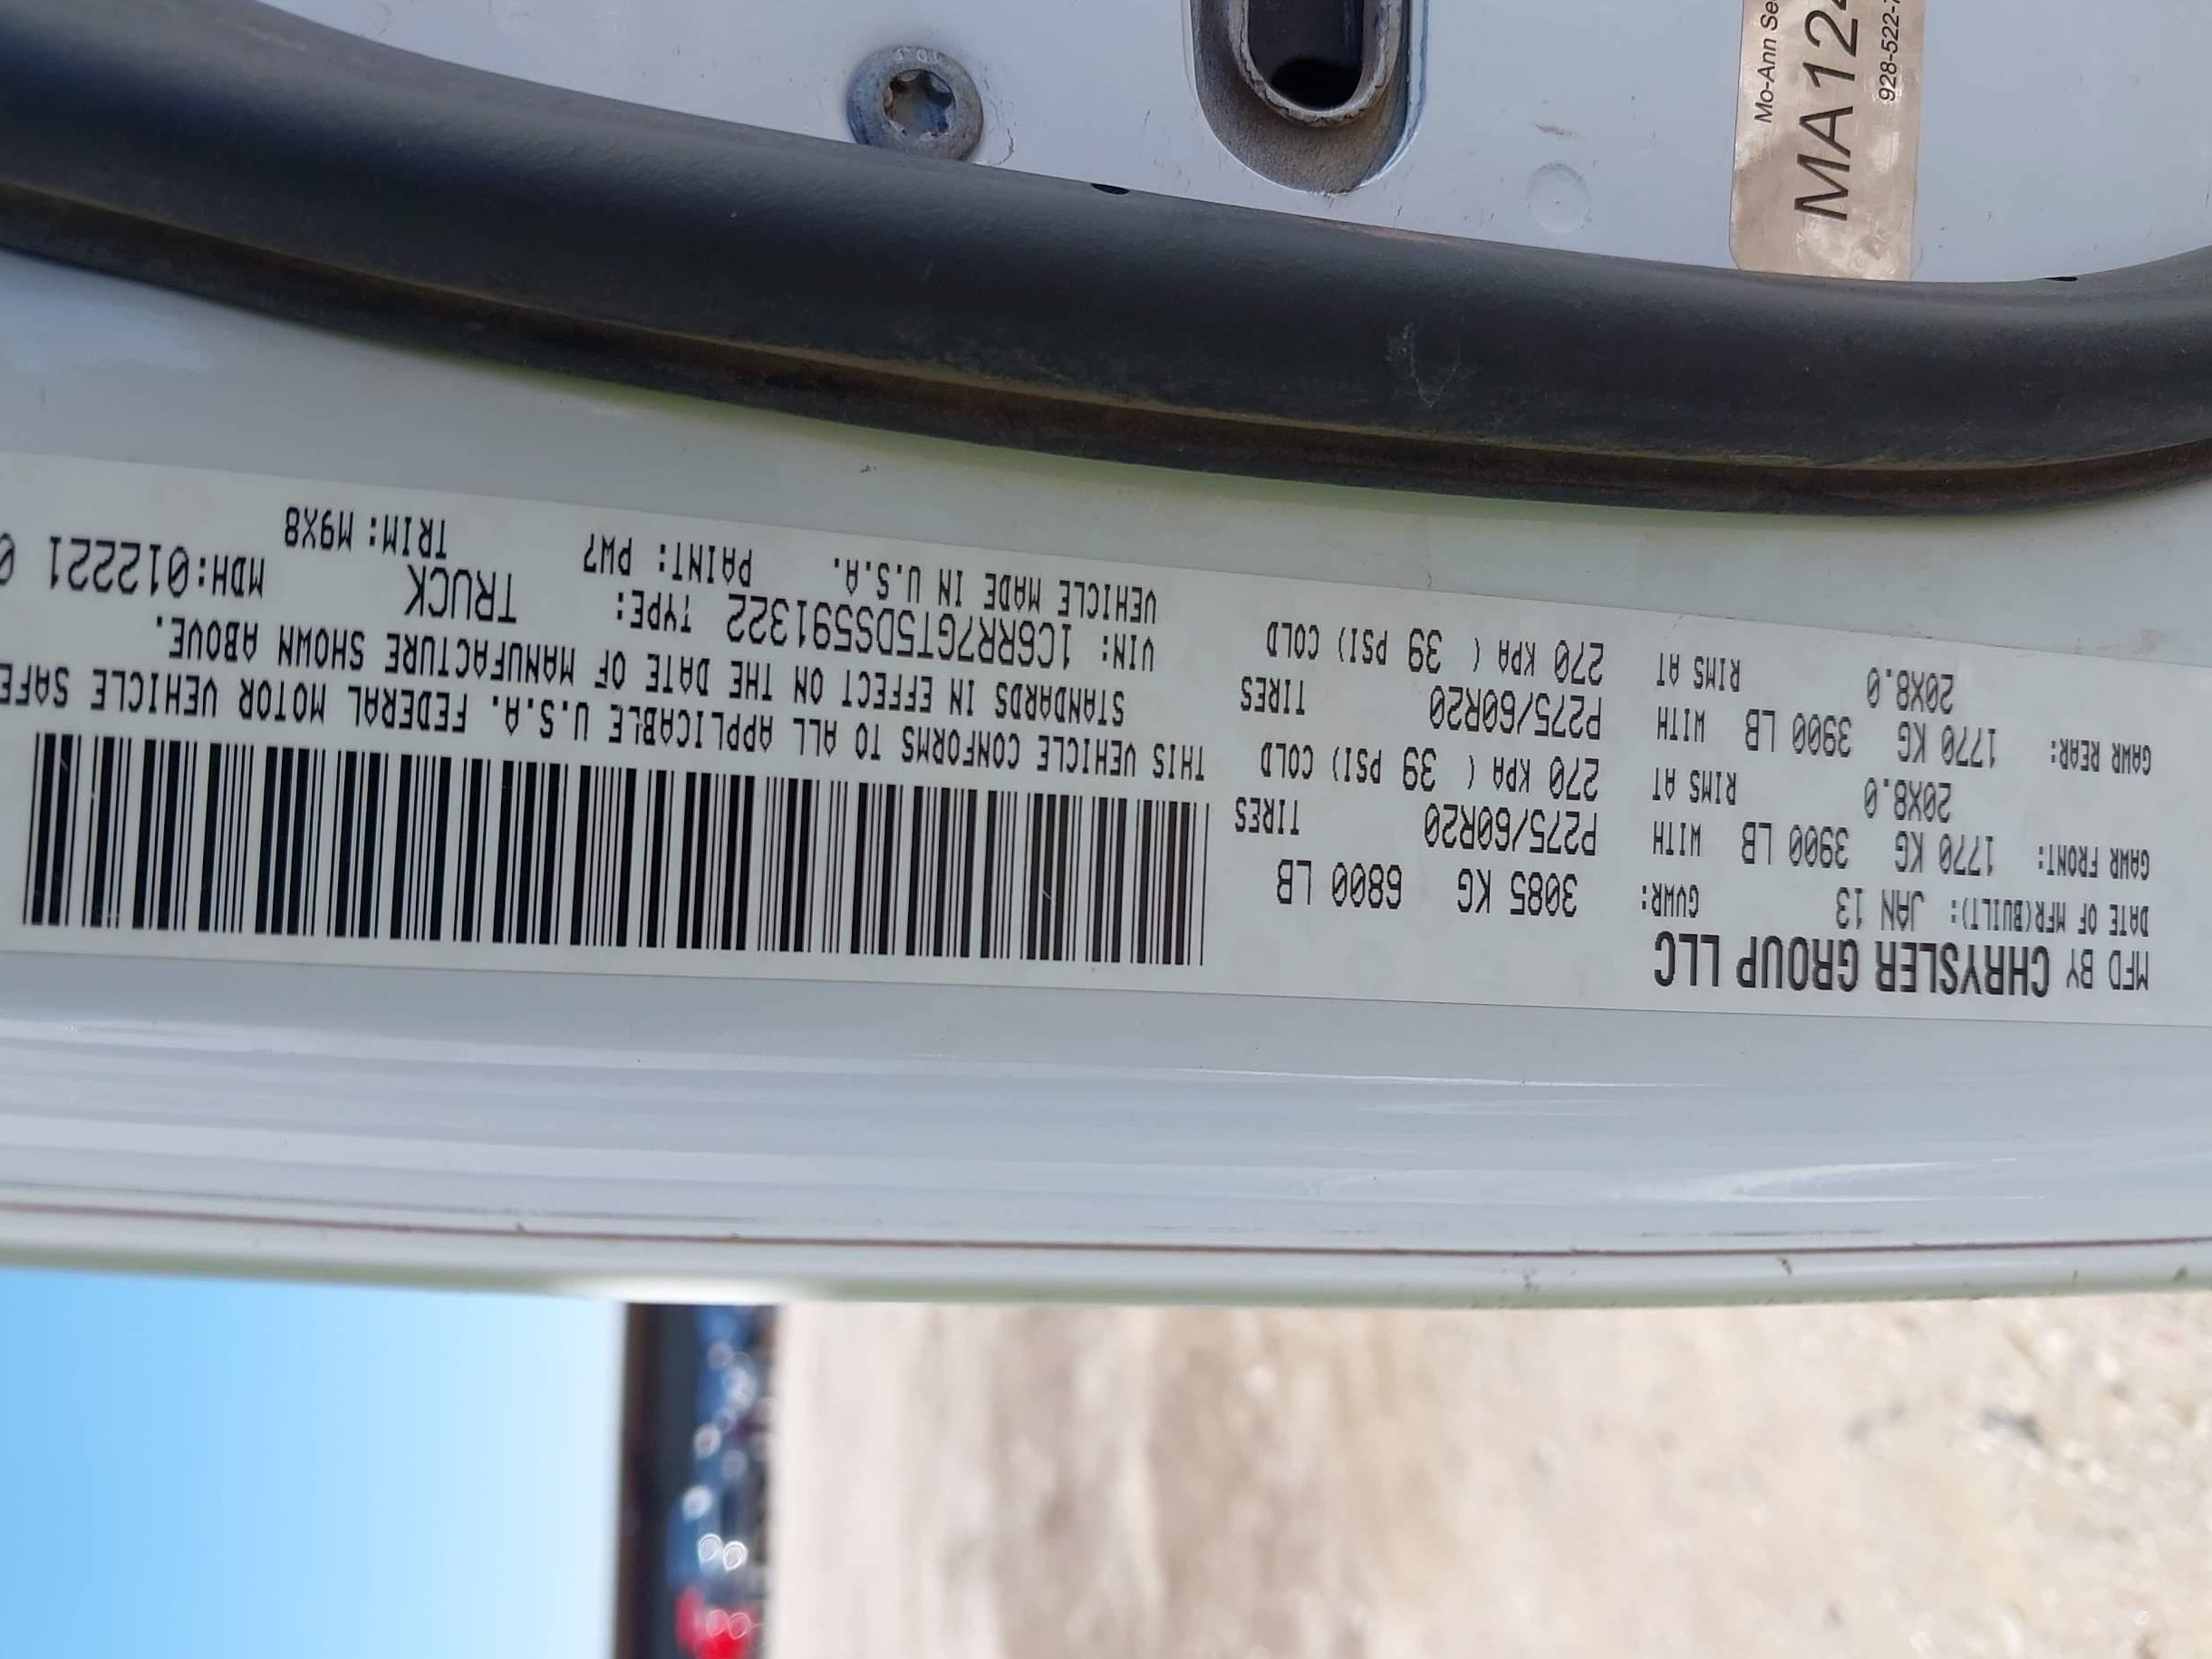 MFD BY CHRYSLER GROUP LLC
DATE OF MFR(BUILT): JAN 13 GVWR: 3085 KG 6800 LB
GAWR FRONT: 1770 KG 3900 LB WITH P275/60R20 TIRES
20X8.0 RIMS AT 270 KPA ( 39 PSI) COLD
GAWR REAR: 1770 KG 3900 LB WITH P275/60R20 TIRES
20X8.0 RIMS AT 270 KPA ( 39 PSI) COLD
THIS VEHICLE CONFORMS TO ALL APPLICABLE U.S.A. FEDERAL MOTOR VEHICLE SAFE
STANDARDS IN EFFECT ON THE DATE OF MANUFACTURE SHOWN ABOVE.
VIN: 1C6RR7GT5DS591322 TYPE: TRUCK MDH:012221 0
VEHICLE MADE IN U.S.A. PAINT: PW7 TRIM: M9X8
Mo-Ann Se
MA124
928-522-7